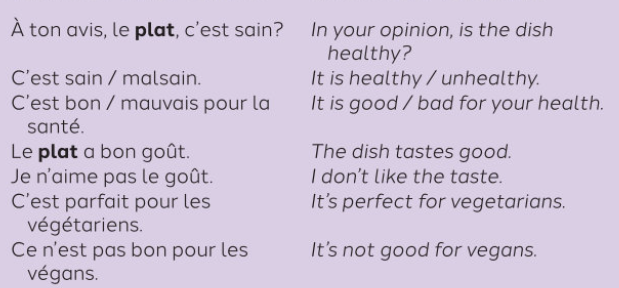 À ton avis, le plat, c'est sain? In your opinion, is the dish
healthy?
C'est sain / malsain. It is healthy / unhealthy.
C'est bon / mauvais pour la It is good / bad for your health.
santé.
Le plat a bon goût. The dish tastes good.
Je n'aime pas le goût. I don't like the taste.
C'est parfait pour les It's perfect for vegetarians.
végétariens.
Ce n'est pas bon pour les It's not good for vegans.
végans.